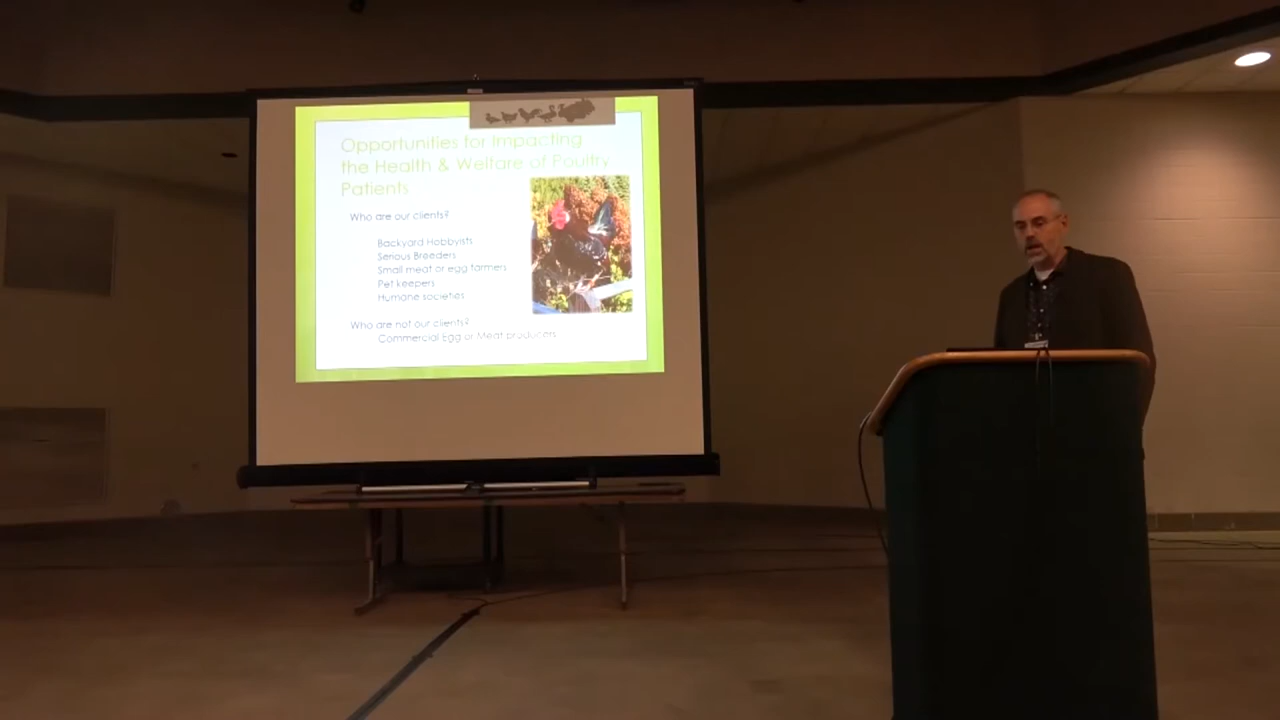 Opportunities for Impacting
the Health & Welfare of Poultry
Patients
Who are our clients?
Backyard Hobbyists
Serious Breeders
Small meat or egg farmers
Pet keepers
Humane societies
Who are not our clients?
Commercial Egg or Meat producers